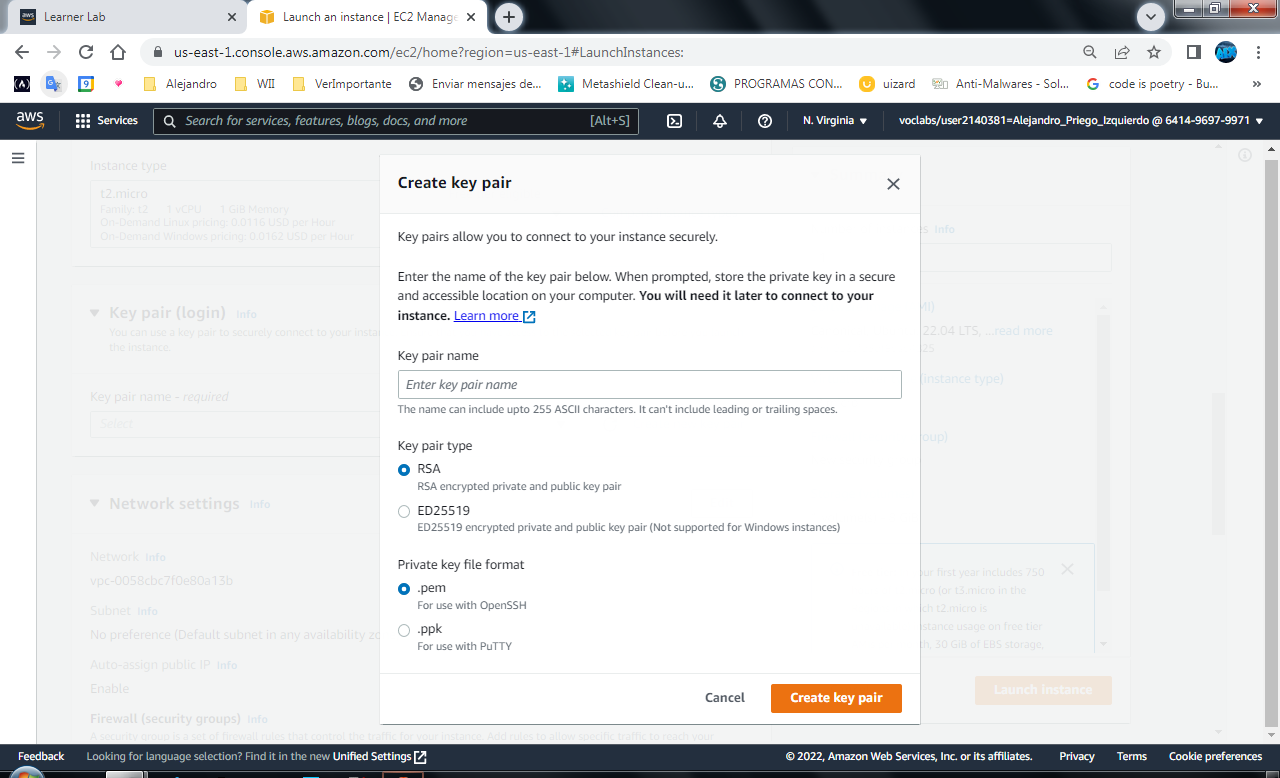 Learner Lab
Launch an instance | EC2 Manage
us-east-1.console.aws.amazon.com/ec2/home?region=us-east-1#LaunchInstances:
Alejandro WII VerImportante Enviar mensajes de... Metashield Clean-u... PROGRAMAS CON... uizard Anti-Malwares - Sol... code is poetry - Bu... »
aws Services Search for services, features, blogs, docs, and more [Alt+S] N. Virginia voclabs/user2140381=Alejandro_Priego_Izquierdo @ 6414-9697-9971
Instance type
t2.micro
Family: t2 1 vCPU 1 GiB Memory
On-Demand Linux pricing: 0.0116 USD per Hour
On-Demand Windows pricing: 0.0162 USD per Hour
Key pair (login) Info
You can use a key pair to securely connect to your insta
the instance.
Key pair name - required
Select
Network settings Info
Network Info
vpc-0058cbc7f0e80a13b
Subnet Info
No preference (Default subnet in any availability zo
Auto-assign public IP Info
Enable
Firewall (security groups) Info
A security group is a set of firewall rules that control the traffic for your instance. Add rules to allow specific traffic to reach your
Create key pair
Key pairs allow you to connect to your instance securely.
Enter the name of the key pair below. When prompted, store the private key in a secure
and accessible location on your computer. You will need it later to connect to your
instance. Learn more
Key pair name
Enter key pair name
The name can include upto 255 ASCII characters. It can't include leading or trailing spaces.
Key pair type
RSA
RSA encrypted private and public key pair
ED25519
ED25519 encrypted private and public key pair (Not supported for Windows instances)
Private key file format
.pem
For use with OpenSSH
.ppk
For use with PuTTY
Cancel Create key pair
Info
22.04 LTS, ...read more
(instance type)
our first year includes 750
cro (or t3.micro in the
ch t2.micro is
nstance usage on free tier
th, 30 GiB of EBS storage,
Launch instance
Feedback Looking for language selection? Find it in the new Unified Settings © 2022, Amazon Web Services, Inc. or its affiliates. Privacy Terms Cookie preferences